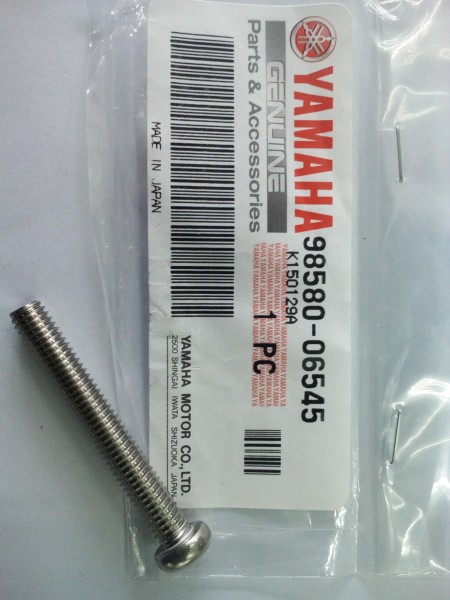 YAMAHA
GENUINE
Parts & Accessories
98580-06545
K150129A
1 PC
YAMAHA MOTOR CO., LTD.
2500 SHINGAI IWATA SHIZUOKA JAPAN
MADE IN JAPAN